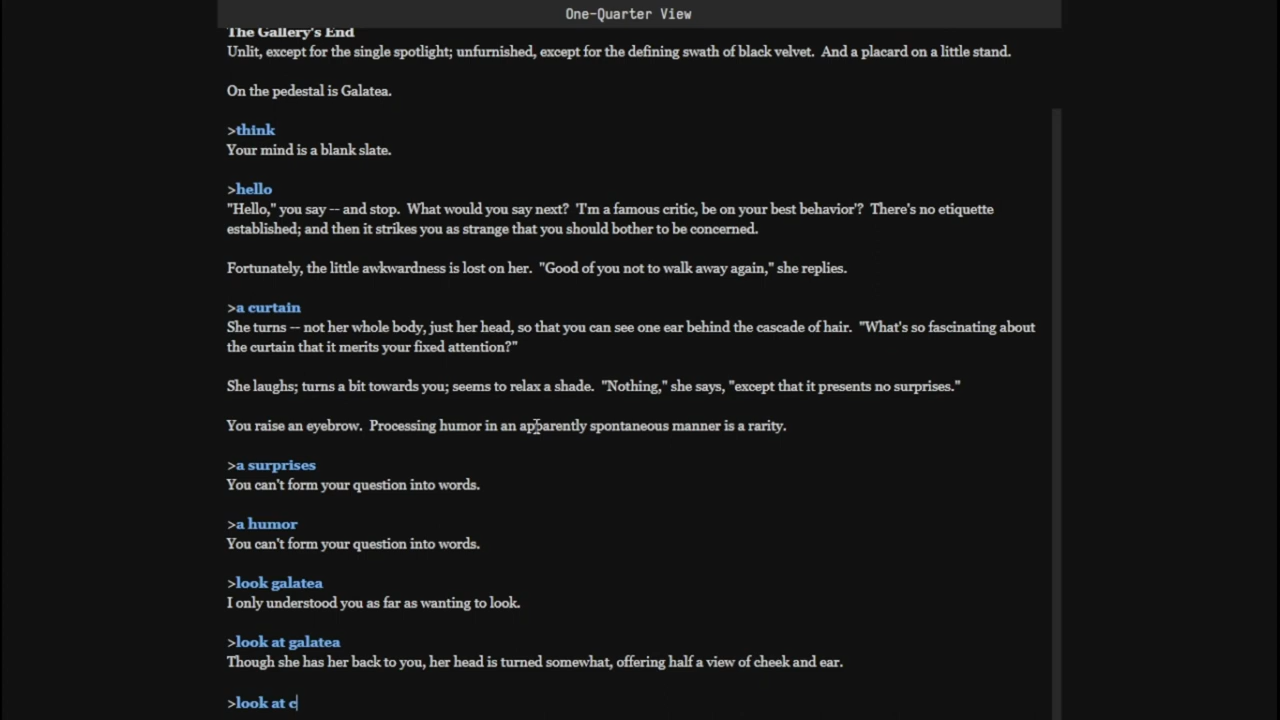 One-Quarter View
The Gallery's End
Unlit, except for the single spotlight; unfurnished, except for the defining swath of black velvet.  And a placard on a little stand.
On the pedestal is Galatea.
>think
Your mind is a blank slate.
>hello
"Hello," you say -- and stop.  What would you say next?  'I'm a famous critic, be on your best behavior'?  There's no etiquette
established; and then it strikes you as strange that you should bother to be concerned.
Fortunately, the little awkwardness is lost on her.  "Good of you not to walk away again," she replies.
>a curtain
She turns -- not her whole body, just her head, so that you can see one ear behind the cascade of hair.  "What's so fascinating about
the curtain that it merits your fixed attention?"
She laughs; turns a bit towards you; seems to relax a shade.  "Nothing," she says, "except that it presents no surprises."
You raise an eyebrow.  Processing humor in an apparently spontaneous manner is a rarity.
>a surprises
You can't form your question into words.
>a humor
You can't form your question into words.
>look galatea
I only understood you as far as wanting to look.
>look at galatea
Though she has her back to you, her head is turned somewhat, offering half a view of cheek and ear.
>look at c